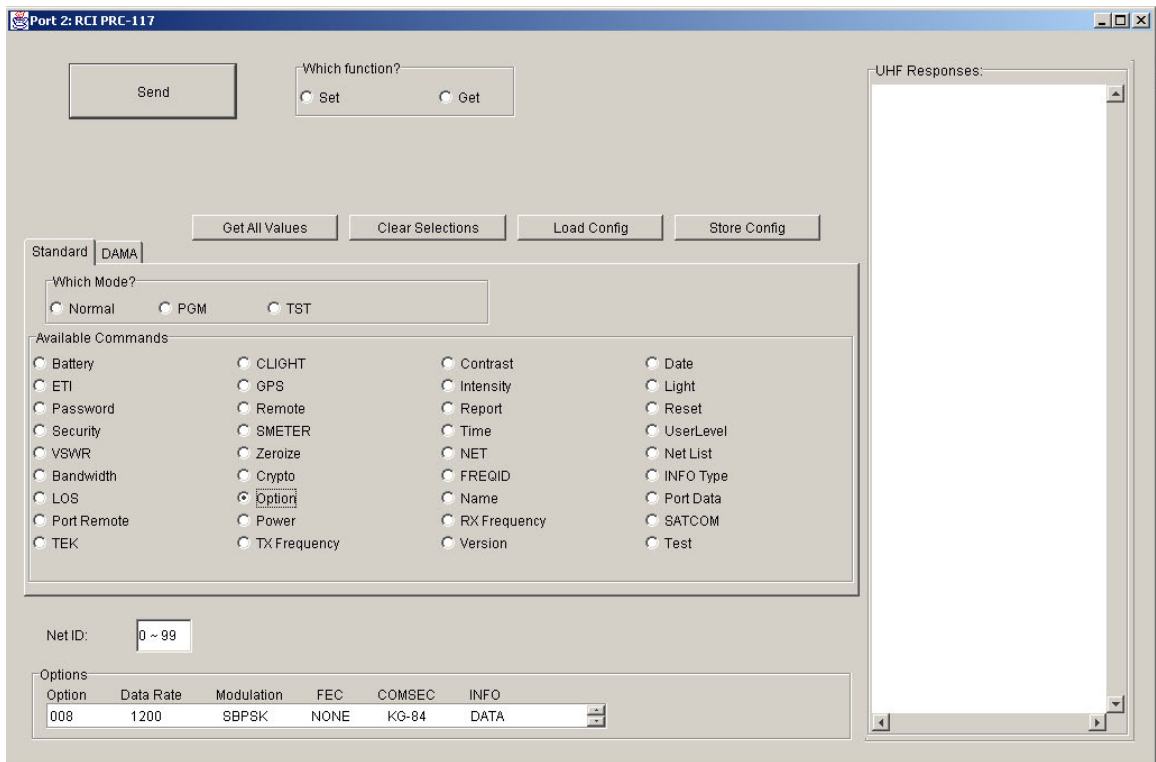 Port 2: RCI PRC-117
Send
Which function?
Set Get
UHF Responses:
Get All Values Clear Selections Load Config Store Config
Standard DAMA
Which Mode?
Normal PGM TST
Available Commands
Battery CLIGHT Contrast Date
ETI GPS Intensity Light
Password Remote Report Reset
Security SMETER Time UserLevel
VSWR Zeroize NET Net List
Bandwidth Crypto FREQID INFO Type
LOS Option Name Port Data
Port Remote Power RX Frequency SATCOM
TEK TX Frequency Version Test
Net ID: 0 ~ 99
Options
Option Data Rate Modulation FEC COMSEC INFO
008 1200 SBPSK NONE KG-84 DATA